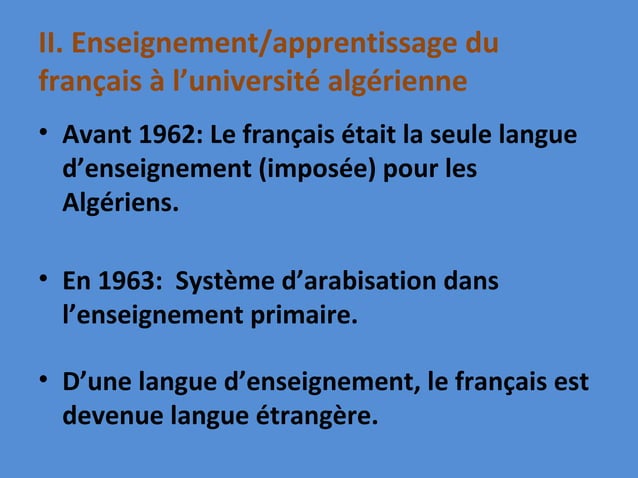 II. Enseignement/apprentissage du
français à l’université algérienne
• Avant 1962: Le français était la seule langue
d’enseignement (imposée) pour les
Algériens.
• En 1963:  Système d’arabisation dans
l’enseignement primaire.
• D’une langue d’enseignement, le français est
devenue langue étrangère.